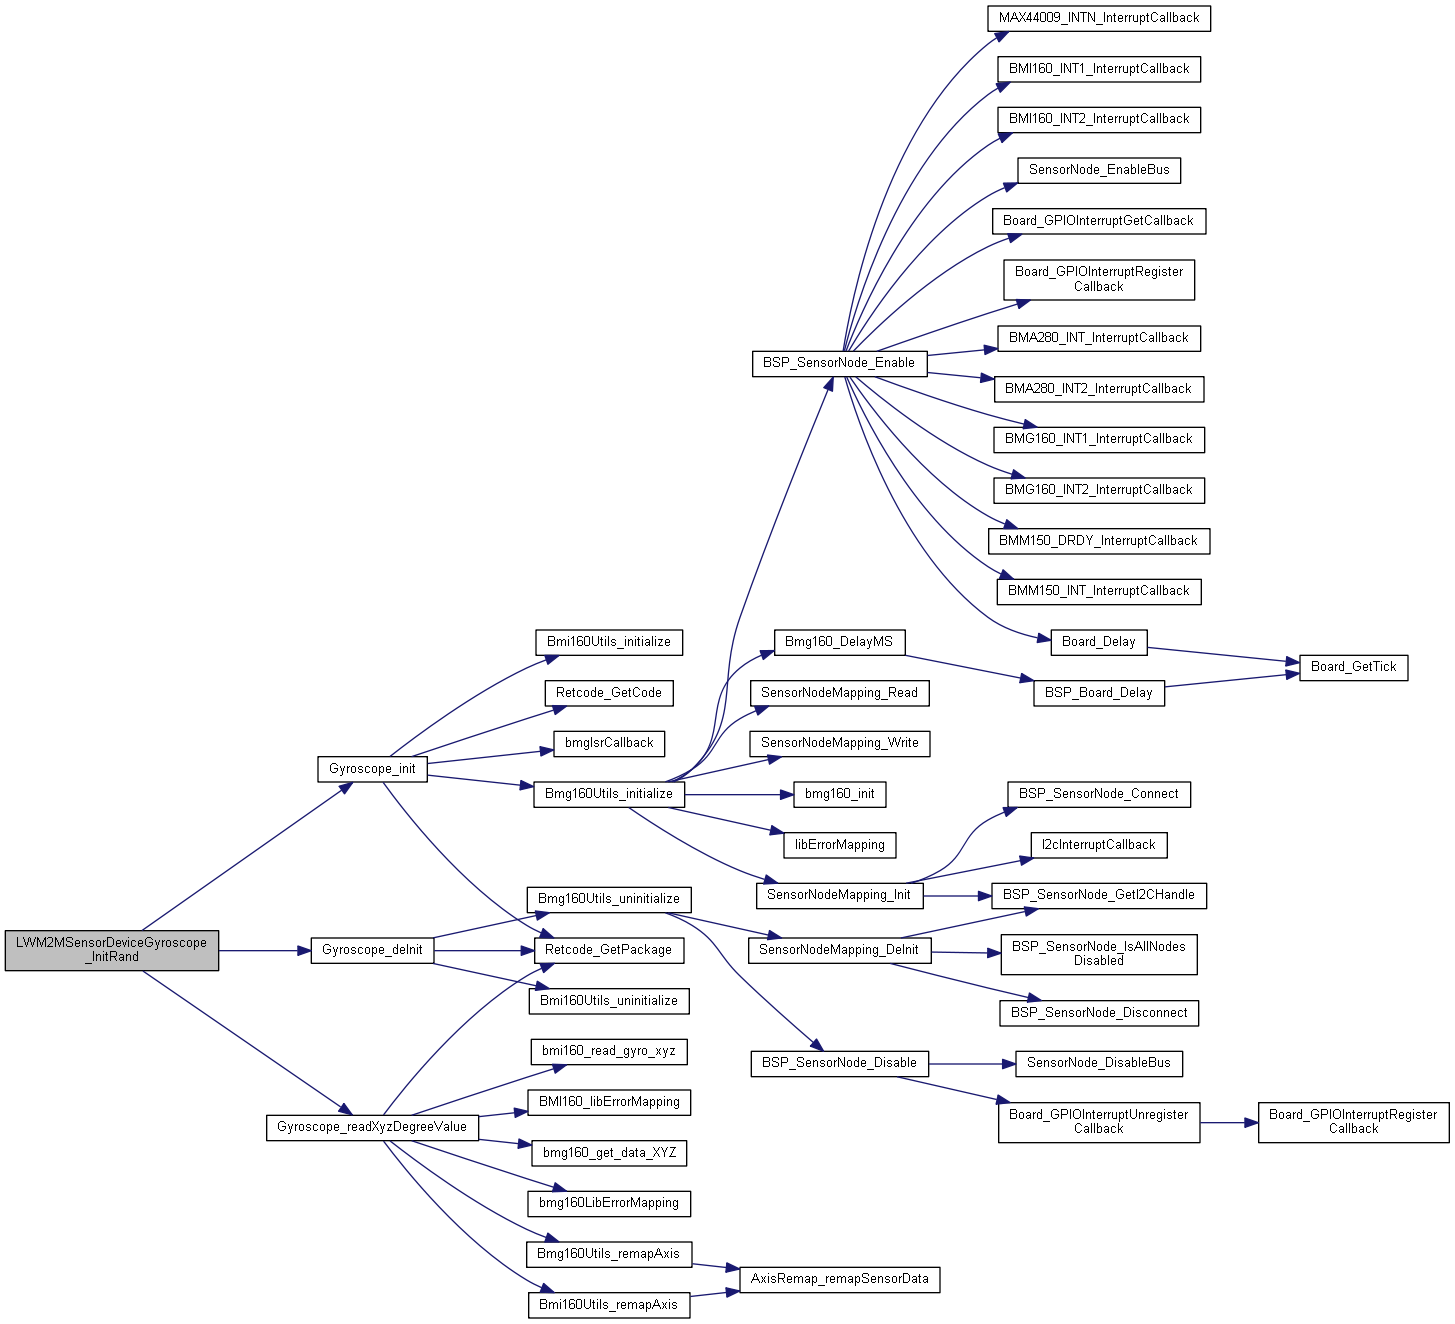 MAX44009_INTN_InterruptCallback
BMI160_INT1_InterruptCallback
BMI160_INT2_InterruptCallback
SensorNode_EnableBus
Board_GPIOInterruptGetCallback
Board_GPIOInterruptRegister
Callback
BMA280_INT_InterruptCallback
BSP_SensorNode_Enable
BMA280_INT2_InterruptCallback
BMG160_INT1_InterruptCallback
BMG160_INT2_InterruptCallback
BMM150_DRDY_InterruptCallback
BMM150_INT_InterruptCallback
Bmi160Utils_initialize
Bmg160_DelayMS
Board_Delay
Board_GetTick
Retcode_GetCode
SensorNodeMapping_Read
BSP_Board_Delay
bmgIsrCallback
SensorNodeMapping_Write
Gyroscope_init
Bmg160Utils_initialize
bmg160_init
BSP_SensorNode_Connect
libErrorMapping
I2cInterruptCallback
Bmg160Utils_uninitialize
SensorNodeMapping_Init
BSP_SensorNode_GetI2CHandle
LWM2MSensorDeviceGyroscope
_InitRand
Gyroscope_deInit
Retcode_GetPackage
SensorNodeMapping_DeInit
BSP_SensorNode_IsAllNodes
Disabled
Bmi160Utils_uninitialize
BSP_SensorNode_Disconnect
bmi160_read_gyro_xyz
BSP_SensorNode_Disable
SensorNode_DisableBus
BMI160_libErrorMapping
Gyroscope_readXyzDegreeValue
Board_GPIOInterruptUnregister
Callback
Board_GPIOInterruptRegister
Callback
bmg160_get_data_XYZ
bmg160LibErrorMapping
Bmg160Utils_remapAxis
AxisRemap_remapSensorData
Bmi160Utils_remapAxis